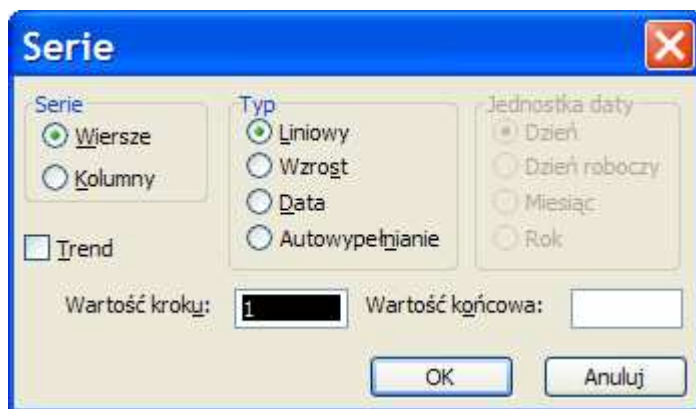 Serie
Serie
Wiersze
Kolumny
Trend
Typ
Liniowy
Wzrost
Data
Autowypełnianie
Jednostka daty
Dzień
Dzień roboczy
Miesiąc
Rok
Wartość kroku: 1
Wartość końcowa:
OK
Anuluj